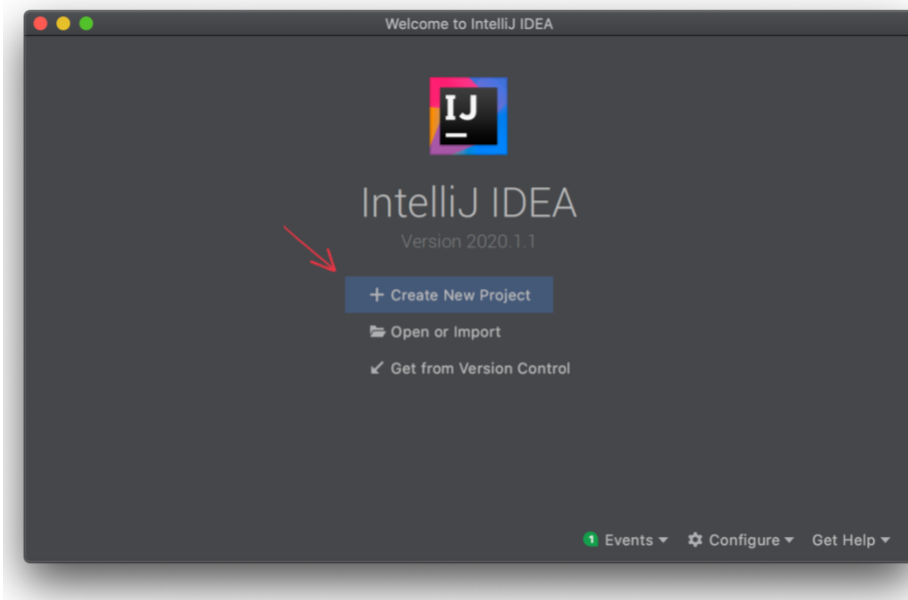 Welcome to IntelliJ IDEA
IJ
IntelliJ IDEA
Version 2020.1.1
+ Create New Project
Open or Import
Get from Version Control
1 Events Configure Get Help